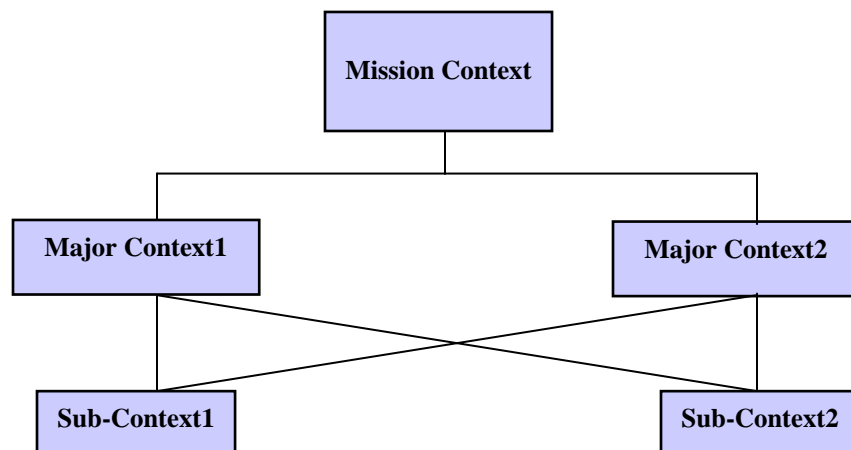 Mission Context
Major Context1
Major Context2
Sub-Context1
Sub-Context2